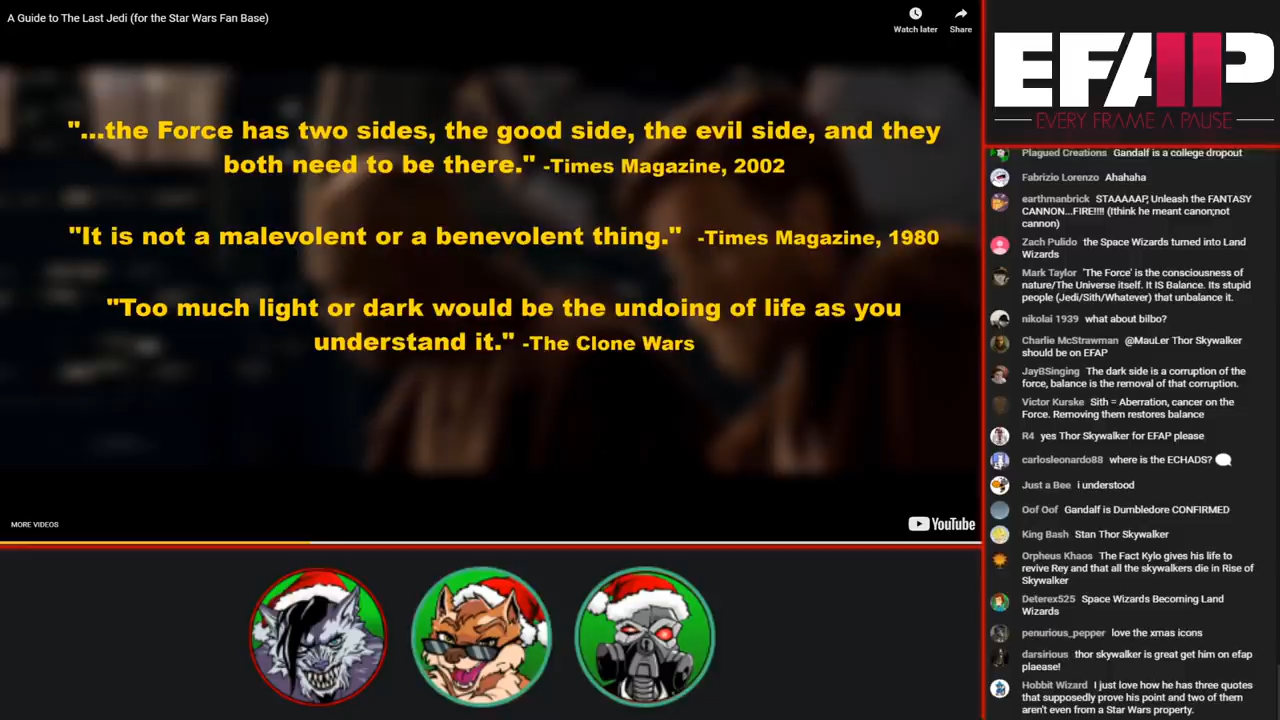 A Guide to The Last Jedi (for the Star Wars Fan Base)
Watch later
Share
"...the Force has two sides, the good side, the evil side, and they
both need to be there." -Times Magazine, 2002
"It is not a malevolent or a benevolent thing." -Times Magazine, 1980
"Too much light or dark would be the undoing of life as you
understand it." -The Clone Wars
MORE VIDEOS
YouTube
EFAP
EVERY FRAME A PAUSE
Plagued Creations Gandalf is a college dropout
Fabrizio Lorenzo Ahahaha
earthmanbrick STAAAAAP, Unleash the FANTASY
CANNON...FIRE!!!! (Ithink he meant canon;not
cannon)
Zach Pulido the Space Wizards turned into Land
Wizards
Mark Taylor 'The Force' is the consciousness of
nature/The Universe itself. It IS Balance. Its stupid
people (Jedi/Sith/Whatever) that unbalance it.
nikolai 1939 what about bilbo?
Charlie McStrawman @MauLer Thor Skywalker
should be on EFAP
JayBSinging The dark side is a corruption of the
force, balance is the removal of that corruption.
Victor Kurske Sith = Aberration, cancer on the
Force. Removing them restores balance
R4 yes Thor Skywalker for EFAP please
carlosleonardo88 where is the ECHADS?
Just a Bee i understood
Oof Oof Gandalf is Dumbledore CONFIRMED
King Bash Stan Thor Skywalker
Orpheus Khaos The Fact Kylo gives his life to
revive Rey and that all the skywalkers die in Rise of
Skywalker
Deterex525 Space Wizards Becoming Land
Wizards
penurious_pepper love the xmas icons
darsirious thor skywalker is great get him on efap
plaease!
Hobbit Wizard I just love how he has three quotes
that supposedly prove his point and two of them
aren't even from a Star Wars property.